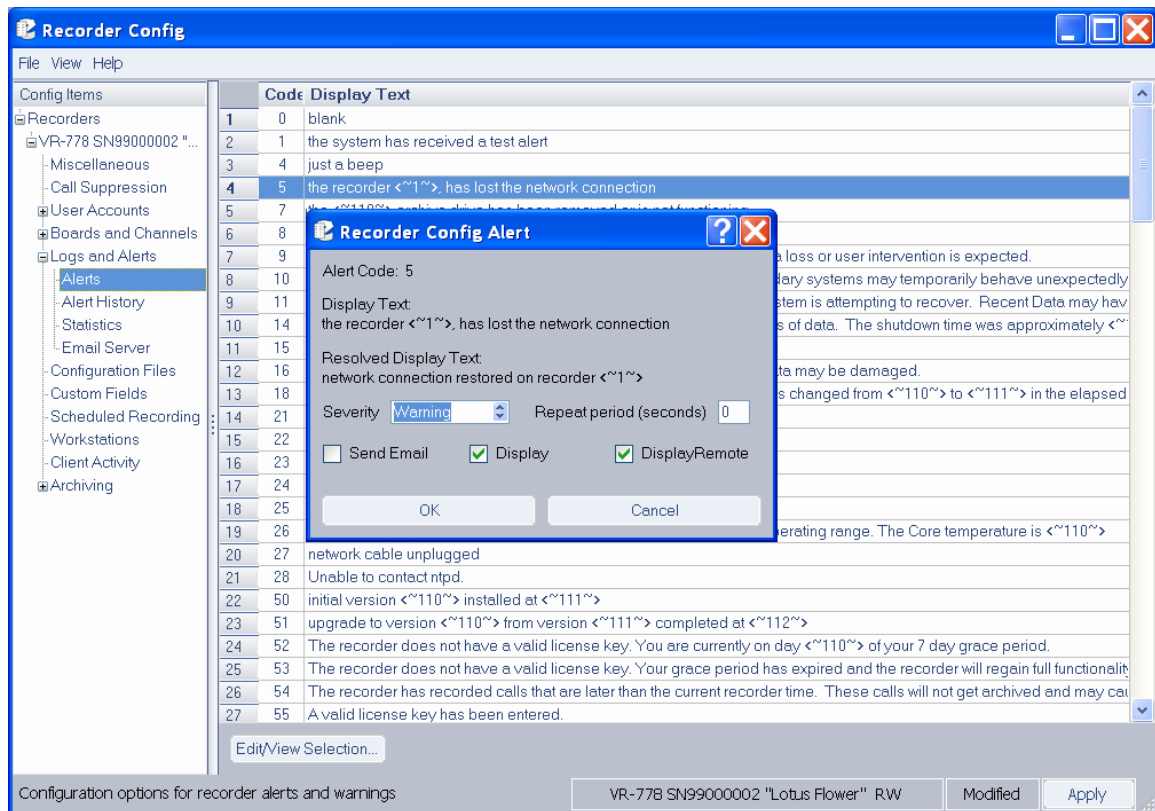 Recorder Config
File View Help
Config Items
Recorders
VR-778 SN99000002 "...
Miscellaneous
Call Suppression
User Accounts
Boards and Channels
Logs and Alerts
Alerts
Alert History
Statistics
Email Server
Configuration Files
Custom Fields
Scheduled Recording
Workstations
Client Activity
Archiving
Code Display Text
1 0 blank
2 1 the system has received a test alert
3 4 just a beep
4 5 the recorder <~1~>, has lost the network connection
5 7 the <~110~> archive drive has been removed or is not functioning
6 8
7 9 a loss or user intervention is expected.
8 10 dary systems may temporarily behave unexpectedly
9 11 stem is attempting to recover. Recent Data may hav
10 14 s of data. The shutdown time was approximately <~
11 15
12 16 ta may be damaged.
13 18 s changed from <~110~> to <~111~> in the elapsed
14 21
15 22
16 23
17 24
18 25
19 26 perating range. The Core temperature is <~110~>
20 27 network cable unplugged
21 28 Unable to contact ntpd.
22 50 initial version <~110~> installed at <~111~>
23 51 upgrade to version <~110~> from version <~111~> completed at <~112~>
24 52 The recorder does not have a valid license key. You are currently on day <~110~> of your 7 day grace period.
25 53 The recorder does not have a valid license key. Your grace period has expired and the recorder will regain full functionalit
26 54 The recorder has recorded calls that are later than the current recorder time. These calls will not get archived and may cau
27 55 A valid license key has been entered.
Recorder Config Alert
Alert Code: 5
Display Text:
the recorder <~1~>, has lost the network connection
Resolved Display Text:
network connection restored on recorder <~1~>
Severity Warning Repeat period (seconds) 0
Send Email Display DisplayRemote
OK Cancel
Edit/View Selection...
Configuration options for recorder alerts and warnings VR-778 SN99000002 "Lotus Flower" RW Modified Apply